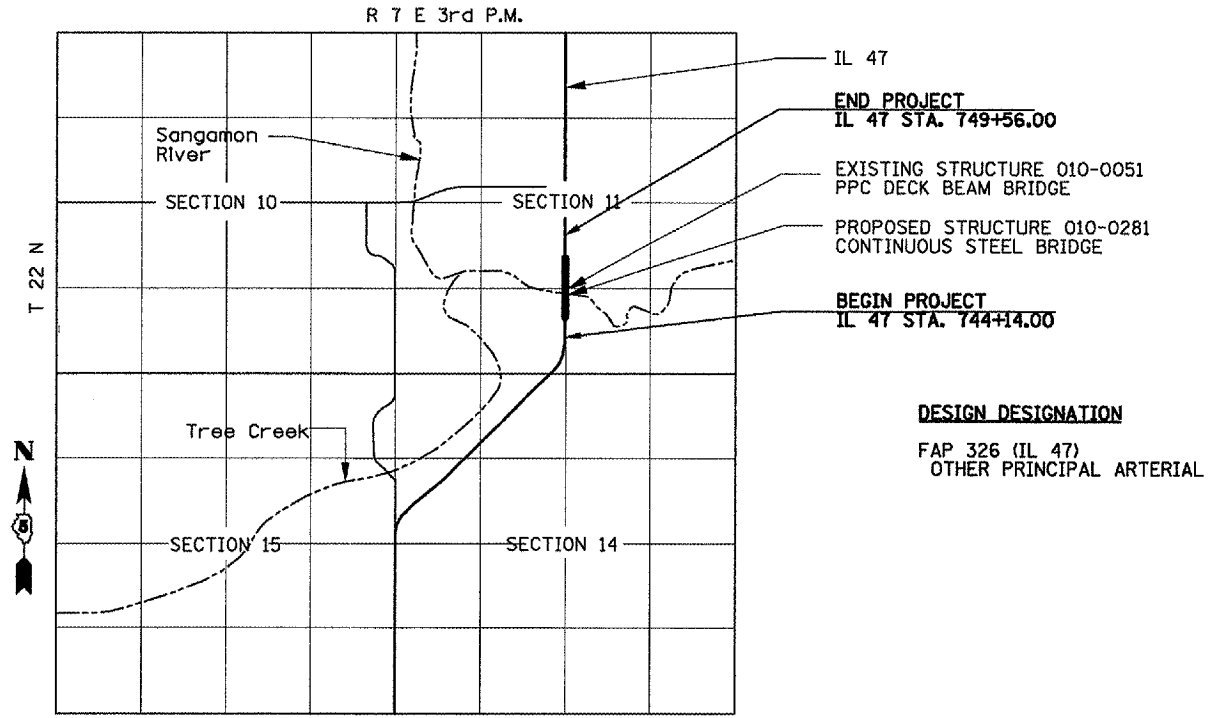 R 7 E 3rd P.M.
IL 47
END PROJECT
IL 47 STA. 749+56.00
Sangamon
River
EXISTING STRUCTURE 010-0051
PPC DECK BEAM BRIDGE
SECTION 10
SECTION 11
PROPOSED STRUCTURE 010-0281
CONTINUOUS STEEL BRIDGE
T 22 N
BEGIN PROJECT
IL 47 STA. 744+14.00
DESIGN DESIGNATION
FAP 326 (IL 47)
OTHER PRINCIPAL ARTERIAL
Tree Creek
N
5
SECTION 15
SECTION 14